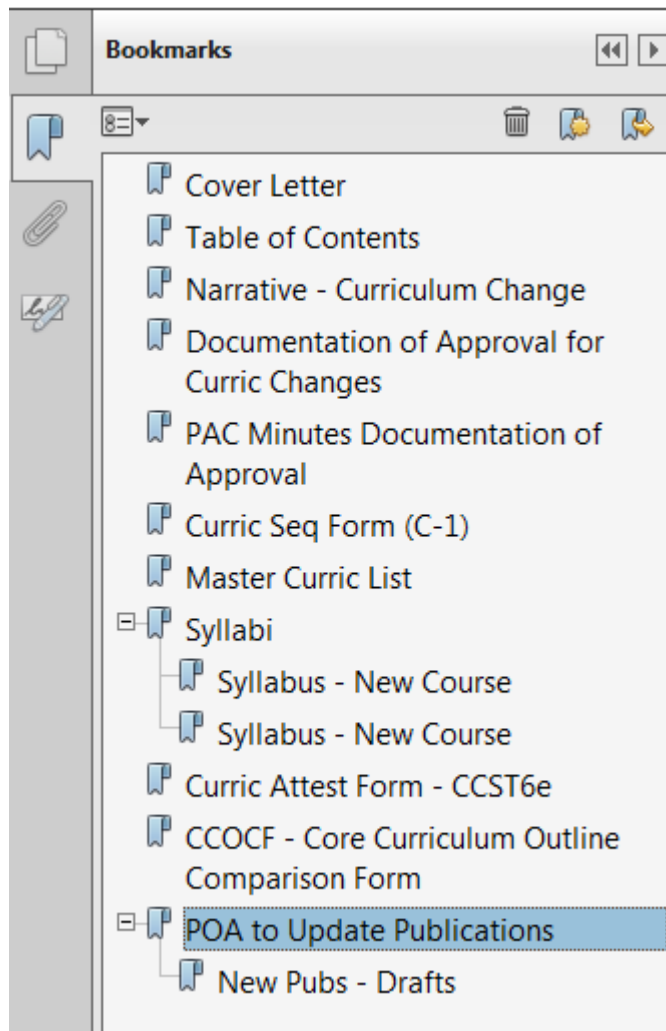 Bookmarks
Cover Letter
Table of Contents
Narrative - Curriculum Change
Documentation of Approval for
Curric Changes
PAC Minutes Documentation of
Approval
Curric Seq Form (C-1)
Master Curric List
Syllabi
Syllabus - New Course
Syllabus - New Course
Curric Attest Form - CCST6e
CCOCF - Core Curriculum Outline
Comparison Form
POA to Update Publications
New Pubs - Drafts